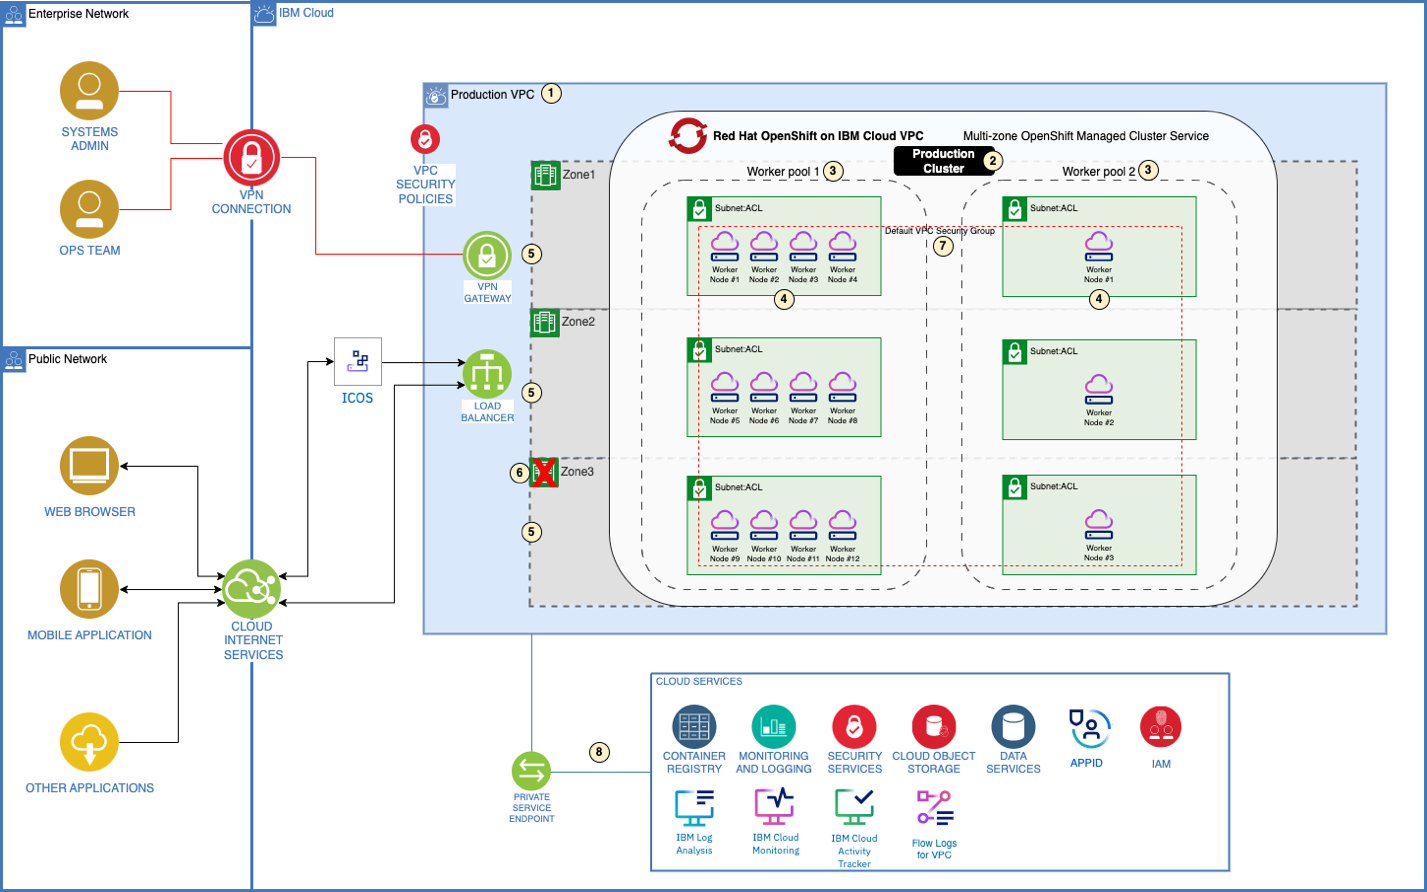 Enterprise Network
IBM Cloud
SYSTEMS
ADMIN
OPS TEAM
VPN
CONNECTION
Production VPC
1
VPC
SECURITY
POLICIES
Red Hat OpenShift on IBM Cloud VPC
Multi-zone OpenShift Managed Cluster Service
Production
Cluster
2
Worker pool 1
3
Worker pool 2
3
Zone1
Subnet:ACL
Worker
Node #1
Worker
Node #2
Worker
Node #3
Worker
Node #4
4
Default VPC Security Group
7
Subnet:ACL
Worker
Node #1
4
VPN
GATEWAY
5
Zone2
Subnet:ACL
Worker
Node #5
Worker
Node #6
Worker
Node #7
Worker
Node #8
Subnet:ACL
Worker
Node #2
Public Network
ICOS
LOAD
BALANCER
5
6
X
Zone3
Subnet:ACL
Worker
Node #9
Worker
Node #10
Worker
Node #11
Worker
Node #12
Subnet:ACL
Worker
Node #3
5
WEB BROWSER
MOBILE APPLICATION
CLOUD
INTERNET
SERVICES
OTHER APPLICATIONS
PRIVATE
SERVICE
ENDPOINT
8
CLOUD SERVICES
CONTAINER
REGISTRY
MONITORING
AND LOGGING
SECURITY
SERVICES
CLOUD OBJECT
STORAGE
DATA
SERVICES
APPID
IAM
IBM Log
Analysis
IBM Cloud
Monitoring
IBM Cloud
Activity
Tracker
Flow Logs
for VPC